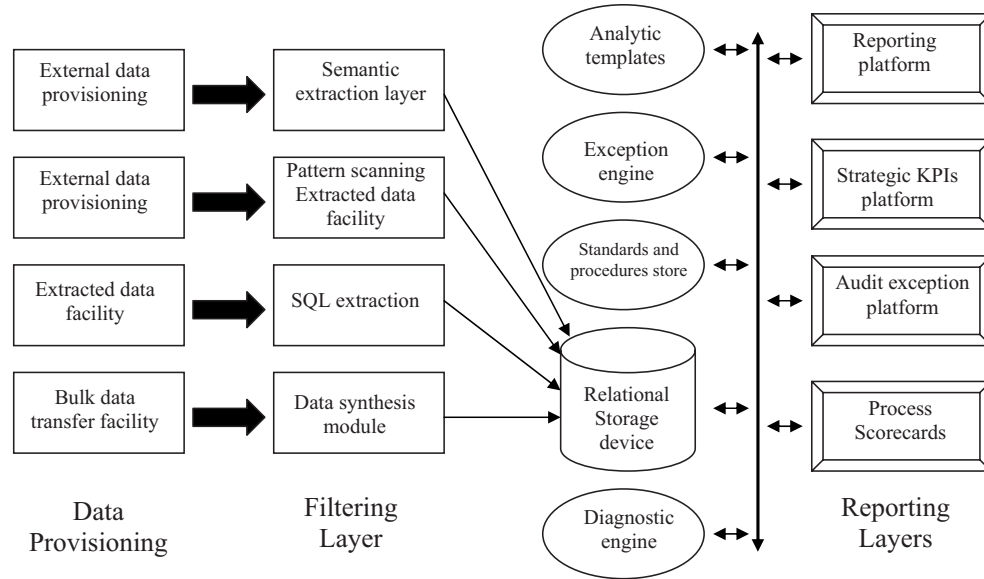 External data
provisioning
External data
provisioning
Extracted data
facility
Bulk data
transfer facility
Data
Provisioning
Semantic
extraction layer
Pattern scanning
Extracted data
facility
SQL extraction
Data synthesis
module
Filtering
Layer
Analytic
templates
Exception
engine
Standards and
procedures store
Relational
Storage
device
Diagnostic
engine
Reporting
platform
Strategic KPIs
platform
Audit exception
platform
Process
Scorecards
Reporting
Layers